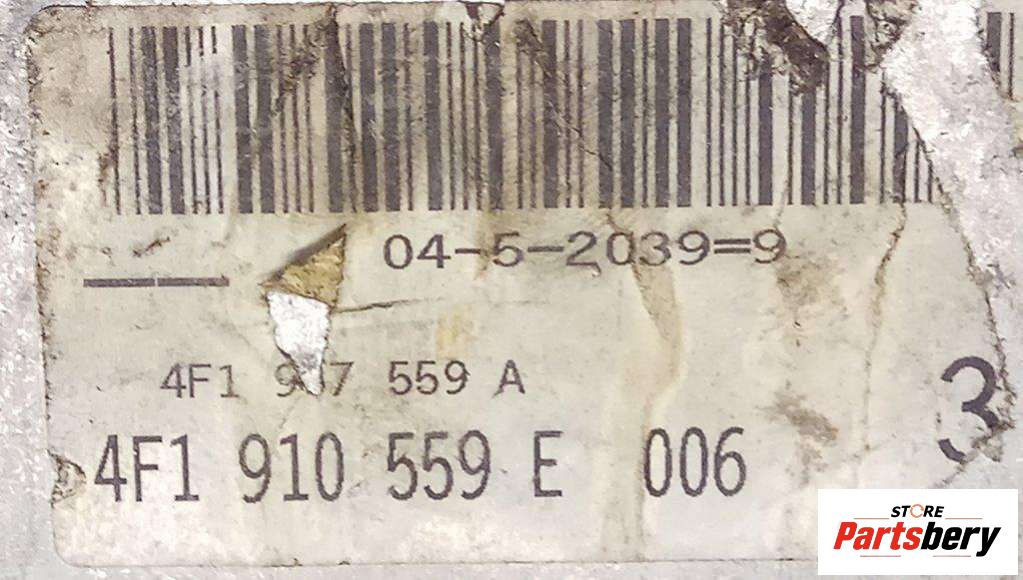 04-5-2039=9
4F1 559 A
4F1 910 559 E 006
3
STORE
Partsbery